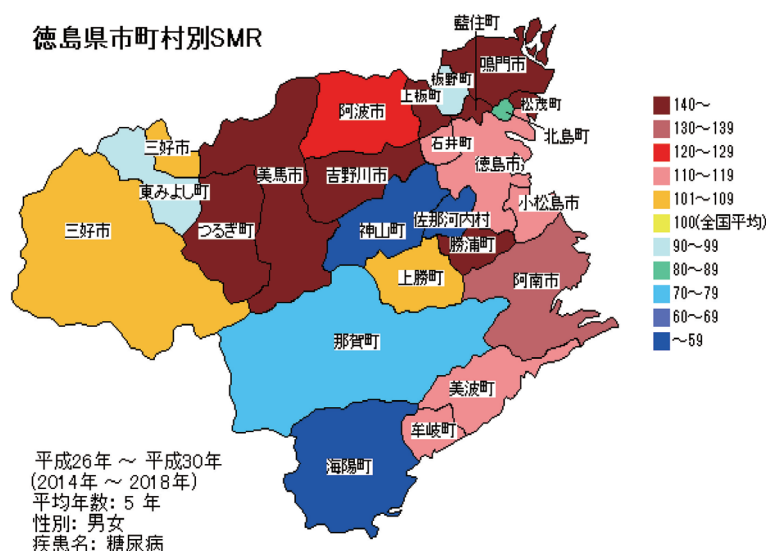 徳島県市町村別SMR
藍住町
鳴門市
板野町
上板町
松茂町
阿波市
北島町
三好市
石井町
徳島市
美馬市
吉野川市
東みよし町
小松島市
佐那河内村
つるぎ町
神山町
三好市
勝浦町
上勝町
阿南市
那賀町
美波町
牟岐町
海陽町
140～
130～139
120～129
110～119
101～109
100(全国平均)
90～99
80～89
70～79
60～69
～59
平成26年 ～ 平成30年
(2014年 ～ 2018年)
平均年数: 5 年
性別: 男女
疾患名: 糖尿病